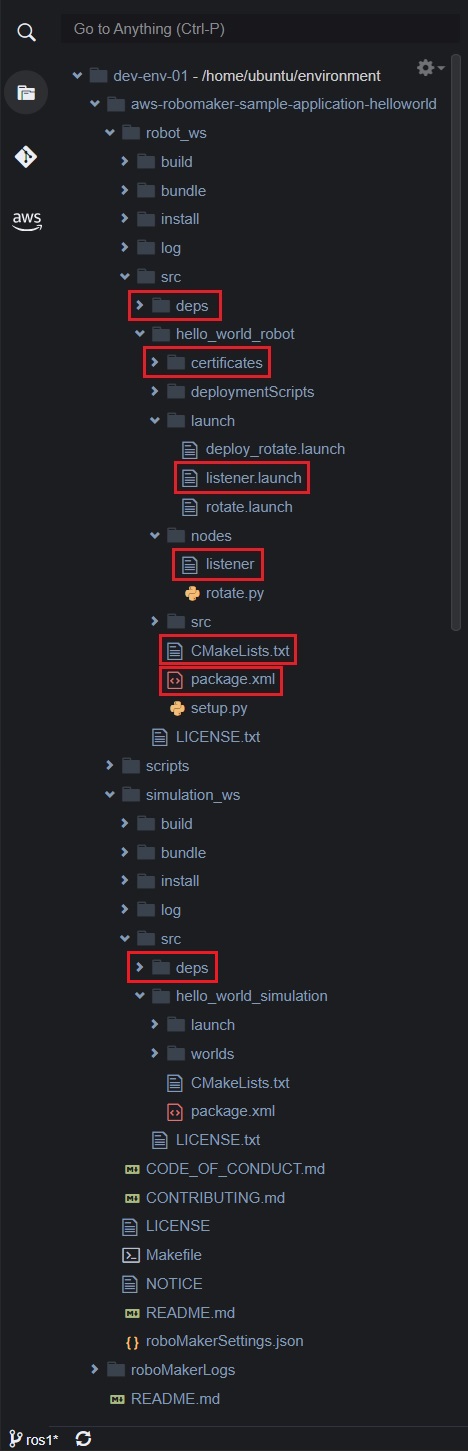 Go to Anything (Ctrl-P)
dev-env-01 - /home/ubuntu/environment
aws-robomaker-sample-application-helloworld
robot_ws
build
bundle
install
aws
log
src
deps
hello_world_robot
certificates
deploymentScripts
launch
deploy_rotate.launch
listener.launch
rotate.launch
nodes
listener
rotate.py
src
CMakeLists.txt
package.xml
setup.py
LICENSE.txt
scripts
simulation_ws
build
bundle
install
log
src
deps
hello_world_simulation
launch
worlds
CMakeLists.txt
package.xml
LICENSE.txt
M↓ CODE_OF_CONDUCT.md
M↓ CONTRIBUTING.md
LICENSE
Makefile
NOTICE
M↓ README.md
{ } roboMakerSettings.json
roboMakerLogs
M↓ README.md
ros1*